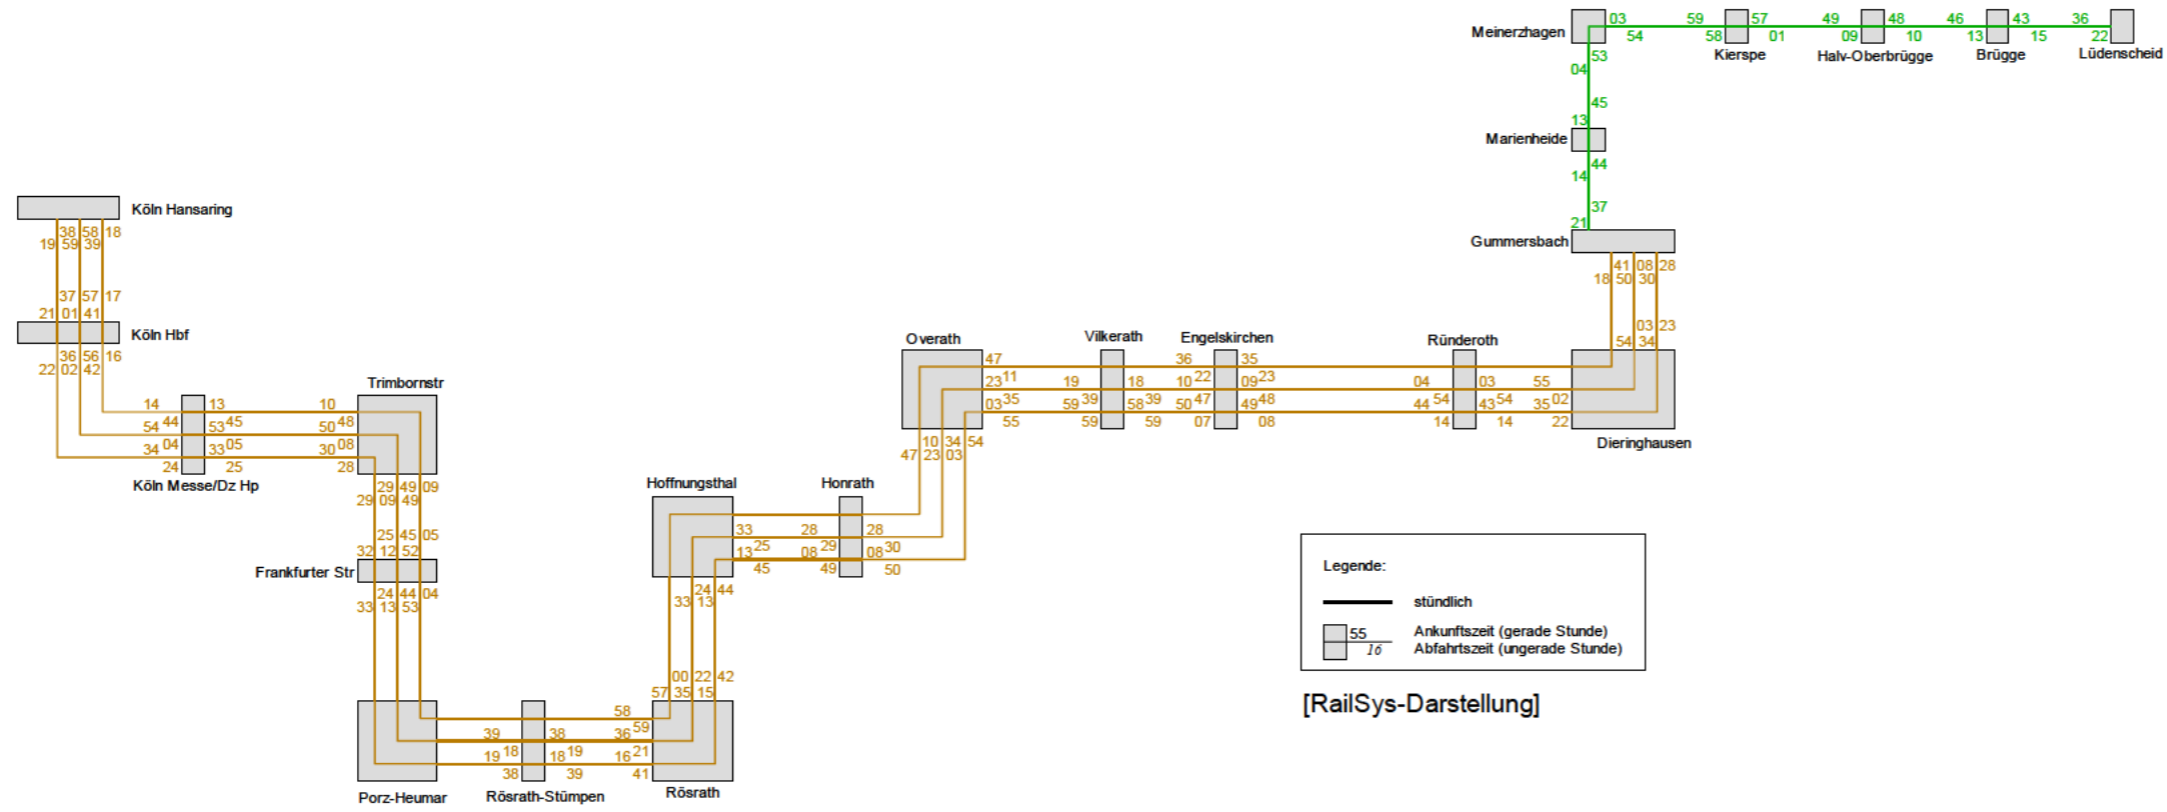 Meinerzhagen
03 59 57 49 48 46 43 36
54 58 01 09 10 13 15 22
Kierspe
Halv-Oberbrügge
Brügge
Lüdenscheid
53
04
45
13
Marienheide
44
14
37
21
Gummersbach
41 08 28
18 50 30
03 23
54 34
Köln Hansaring
38 58 18
19 59 39
37 57 17
21 01 41
Köln Hbf
36 56 16
22 02 42
Trimbornstr
14 13 10
54 44 53 45 50 48
34 04 33 05 30 08
24 25 28
Köln Messe/Dz Hp
29 49 09
29 09 49
25 45 05
32 12 52
Frankfurter Str
24 44 04
33 13 53
Porz-Heumar
58
39 38 36 59
19 18 18 19 16 21
38 39 41
Rösrath-Stümpen
Rösrath
00 22 42
57 35 15
24 44
33 13
Hoffnungsthal
Honrath
33 28 28
13 25 08 29 08 30
45 49 50
10 34 54
47 23 03
Overath
Vilkerath
Engelskirchen
Ründeroth
47 36 35
23 11 19 18 10 22 09 23 04 03 55
03 35 59 39 58 39 50 47 49 48 44 54 43 54 35 02
55 59 59 07 08 14 14 22
Dieringhausen
Legende:
stündlich
55 Ankunftszeit (gerade Stunde)
16 Abfahrtszeit (ungerade Stunde)
[RailSys-Darstellung]